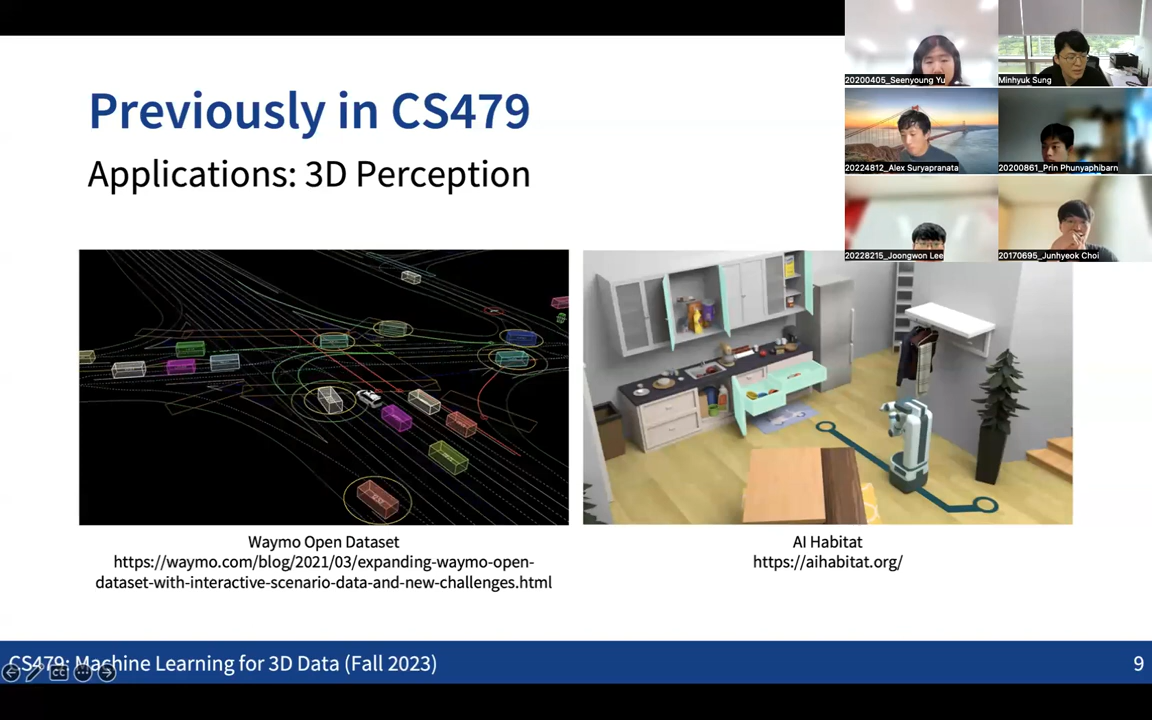 Previously in CS479
Applications: 3D Perception
20200405_Seenyoung Yu
Minhyuk Sung
20224812_Alex Suryapranata
20200861_Prin Phunyaphibarn
20228215_Joongwon Lee
20170695_Junhyeok Choi
Waymo Open Dataset
https://waymo.com/blog/2021/03/expanding-waymo-open-
dataset-with-interactive-scenario-data-and-new-challenges.html
AI Habitat
https://aihabitat.org/
CS479: Machine Learning for 3D Data (Fall 2023)
9
CC